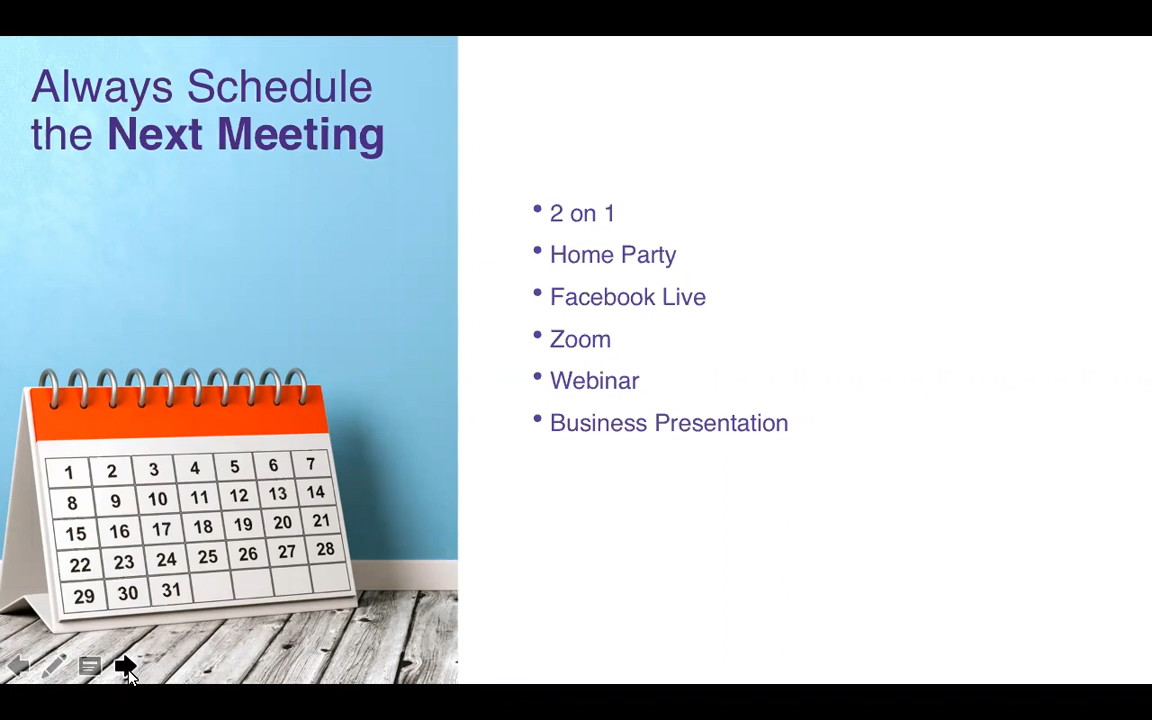 Always Schedule
the Next Meeting
• 2 on 1
• Home Party
• Facebook Live
• Zoom
• Webinar
• Business Presentation
1 2 3 4 5 6 7
8 9 10 11 12 13 14
15 16 17 18 19 20 21
22 23 24 25 26 27 28
29 30 31